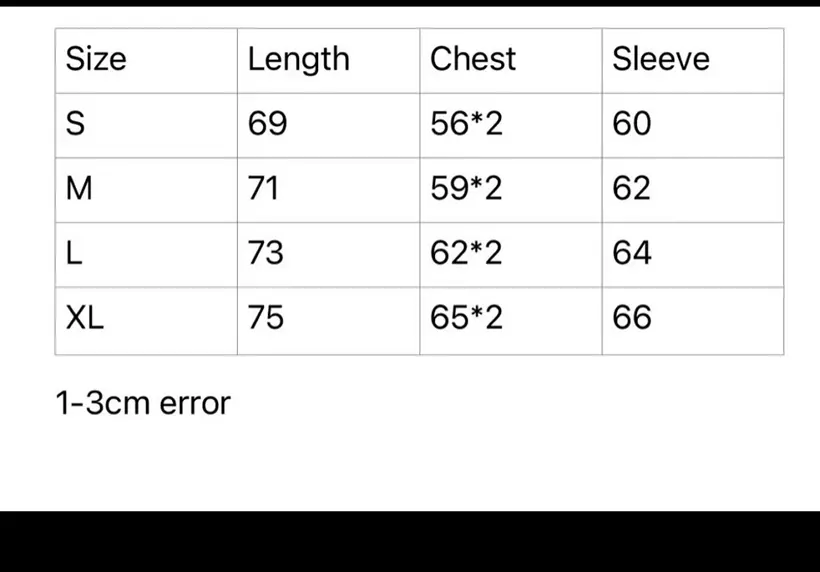 Size Length Chest Sleeve
S 69 56*2 60
M 71 59*2 62
L 73 62*2 64
XL 75 65*2 66
1-3cm error